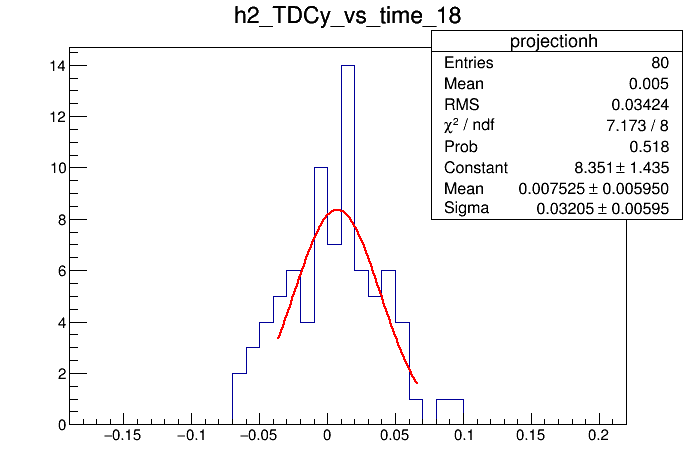 h2_TDCy_vs_time_18
projectionh
Entries 80
Mean 0.005
RMS 0.03424
χ² / ndf 7.173 / 8
Prob 0.518
Constant 8.351 ± 1.435
Mean 0.007525 ± 0.005950
Sigma 0.03205 ± 0.00595
14
12
10
8
6
4
2
0
−0.15 −0.1 −0.05 0 0.05 0.1 0.15 0.2